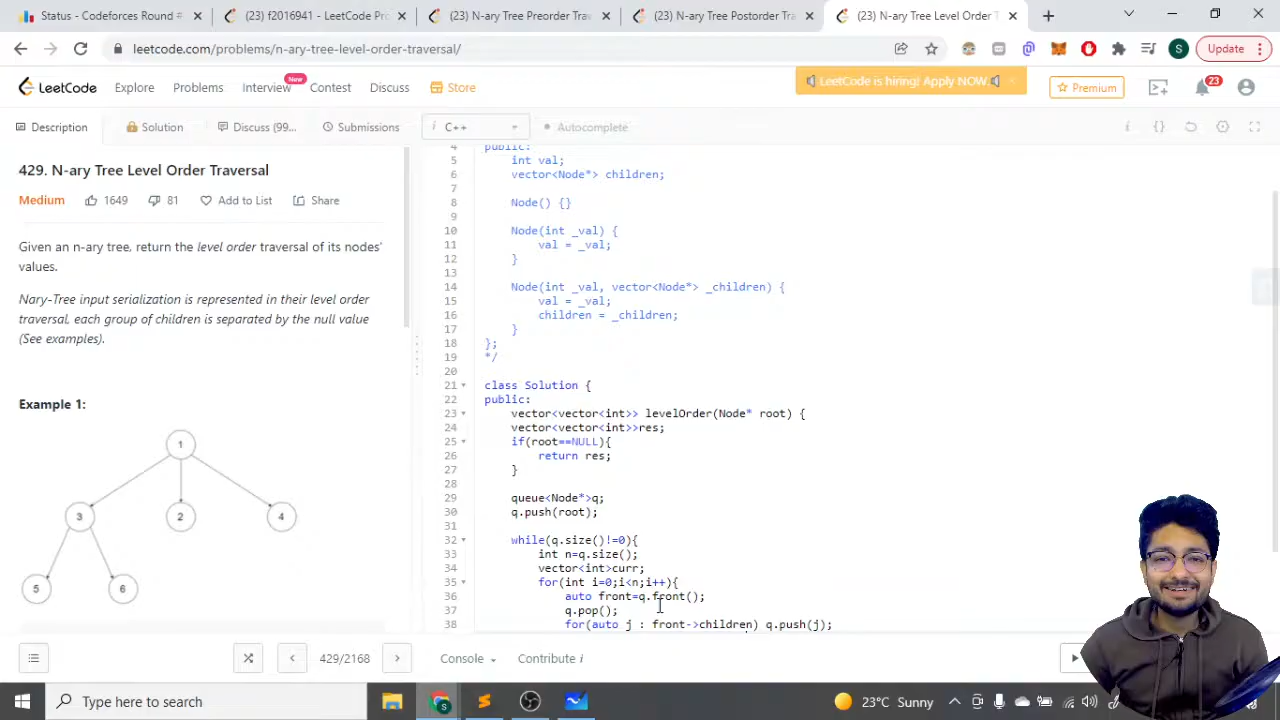 Status - Codeforces Round #
(23) f2016941 - LeetCode Pro
(23) N-ary Tree Preorder Trav
(23) N-ary Tree Postorder Tra
(23) N-ary Tree Level Order T
leetcode.com/problems/n-ary-tree-level-order-traversal/
S
Update
LeetCode
Explore
Problems
Interview
New
Contest
Discuss
Store
LeetCode is hiring! Apply NOW.
Premium
23
Description
Solution
Discuss (99...
Submissions
i C++
Autocomplete
429. N-ary Tree Level Order Traversal
Medium 1649 81 Add to List Share
Given an n-ary tree, return the level order traversal of its nodes'
values.
Nary-Tree input serialization is represented in their level order
traversal, each group of children is separated by the null value
(See examples).
Example 1:
1
3 2 4
5 6
4 public:
5 int val;
6 vector<Node*> children;
7
8 Node() {}
9
10 Node(int _val) {
11 val = _val;
12 }
13
14 Node(int _val, vector<Node*> _children) {
15 val = _val;
16 children = _children;
17 }
18 };
19 */
20
21 class Solution {
22 public:
23 vector<vector<int>> levelOrder(Node* root) {
24 vector<vector<int>>res;
25 if(root==NULL){
26 return res;
27 }
28
29 queue<Node*>q;
30 q.push(root);
31
32 while(q.size()!=0){
33 int n=q.size();
34 vector<int>curr;
35 for(int i=0;i<n;i++){
36 auto front=q.front();
37 q.pop();
38 for(auto j : front->children) q.push(j);
429/2168
Console
Contribute i
Type here to search
23°C Sunny